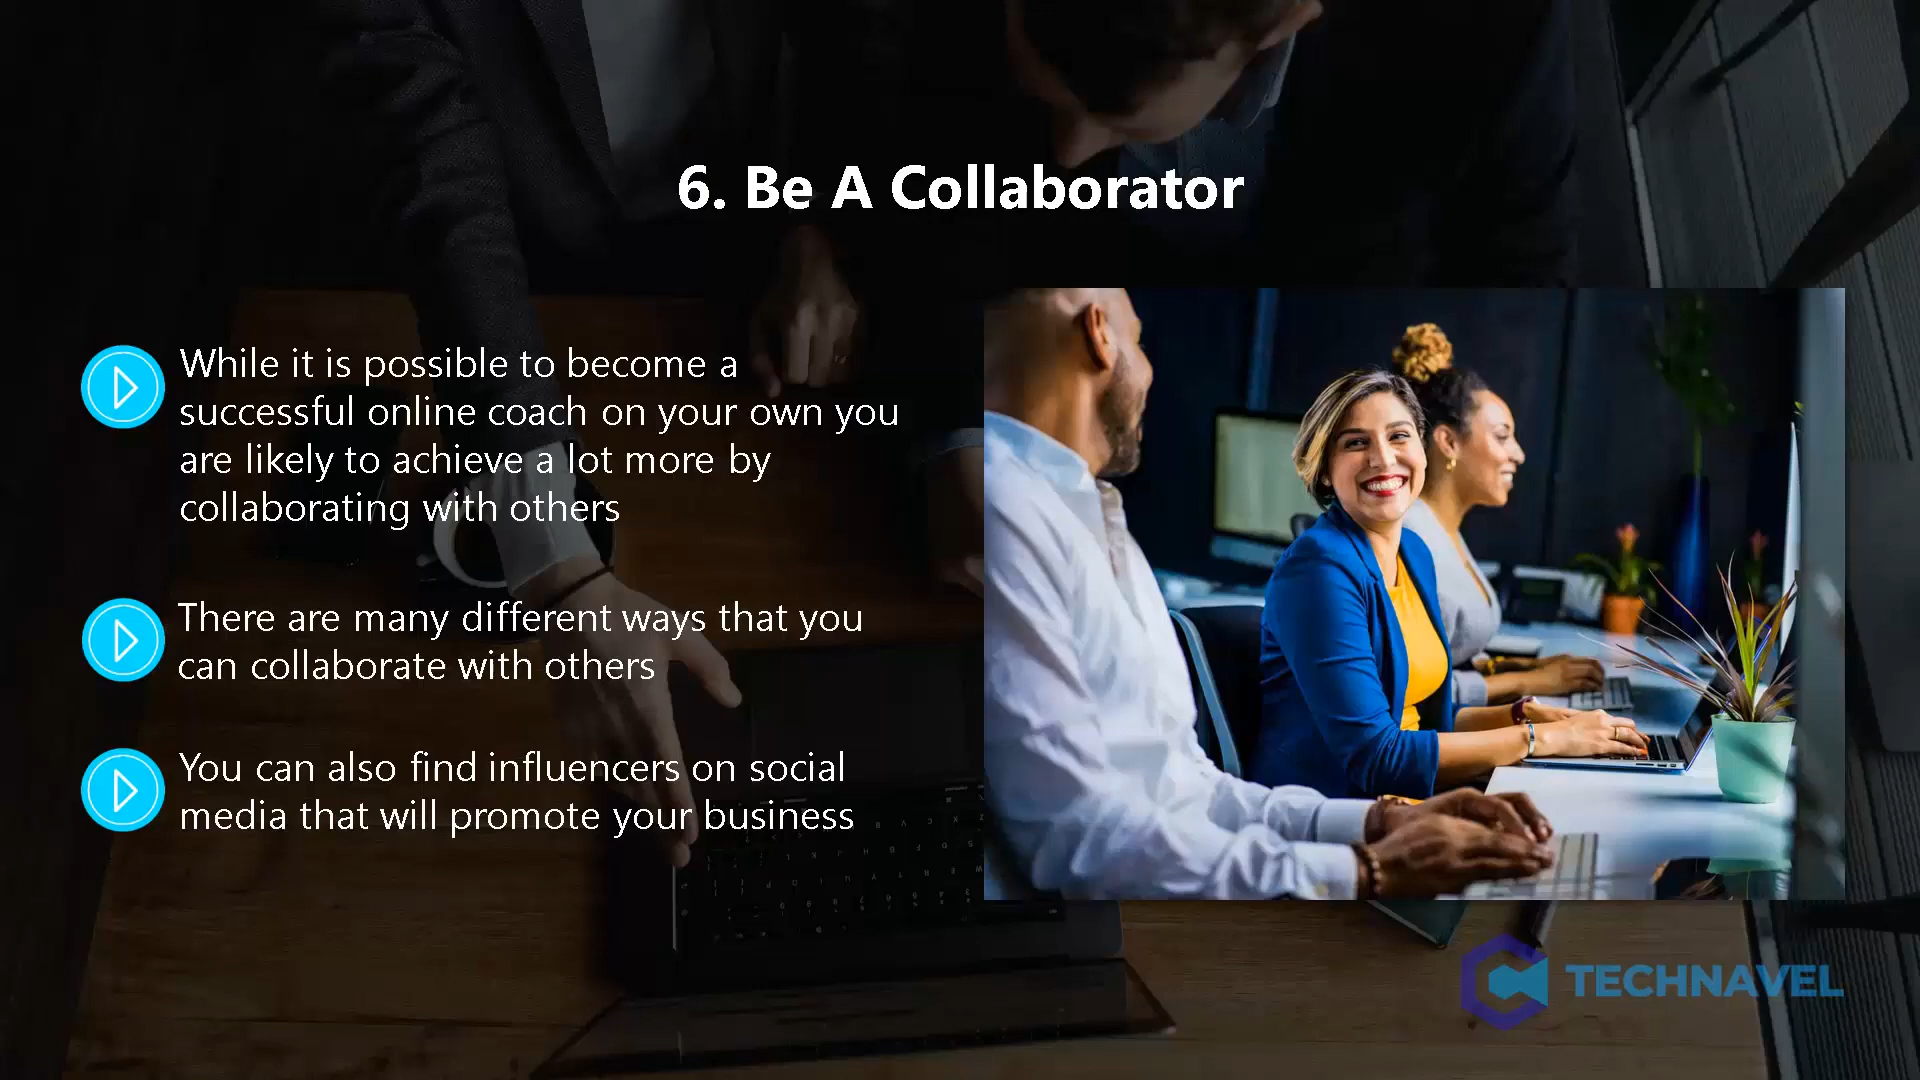 6. Be A Collaborator
While it is possible to become a
successful online coach on your own you
are likely to achieve a lot more by
collaborating with others
There are many different ways that you
can collaborate with others
You can also find influencers on social
media that will promote your business
TECHNAVEL